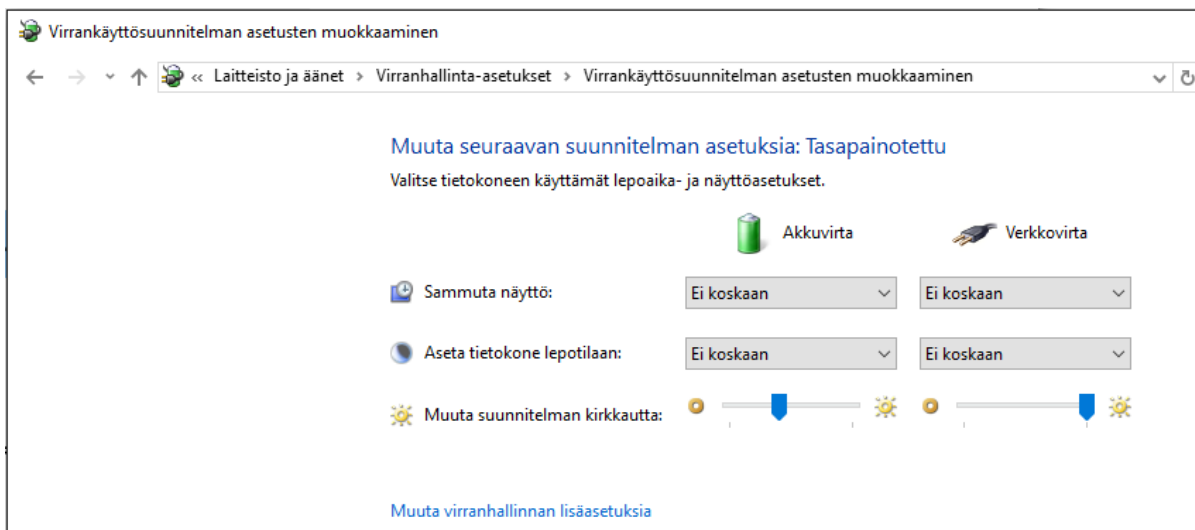 Virrankäyttösuunnitelman asetusten muokkaaminen
« Laitteisto ja äänet > Virranhallinta-asetukset > Virrankäyttösuunnitelman asetusten muokkaaminen
Muuta seuraavan suunnitelman asetuksia: Tasapainotettu
Valitse tietokoneen käyttämät lepoaika- ja näyttöasetukset.
Akkuvirta Verkkovirta
Sammuta näyttö: Ei koskaan Ei koskaan
Aseta tietokone lepotilaan: Ei koskaan Ei koskaan
Muuta suunnitelman kirkkautta:
Muuta virranhallinnan lisäasetuksia